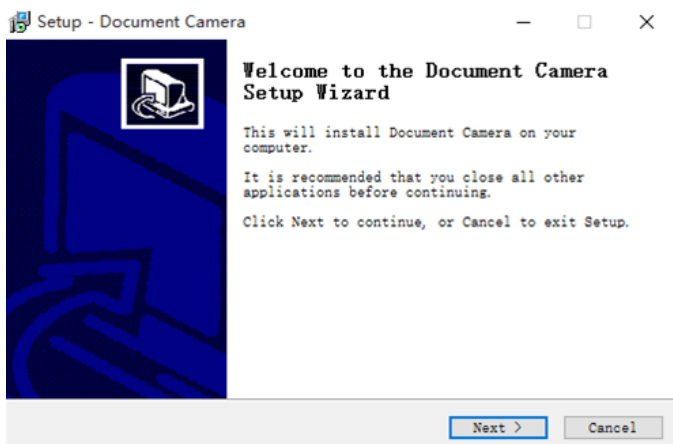 Setup - Document Camera
Welcome to the Document Camera
Setup Wizard
This will install Document Camera on your
computer.
It is recommended that you close all other
applications before continuing.
Click Next to continue, or Cancel to exit Setup.
Next >
Cancel